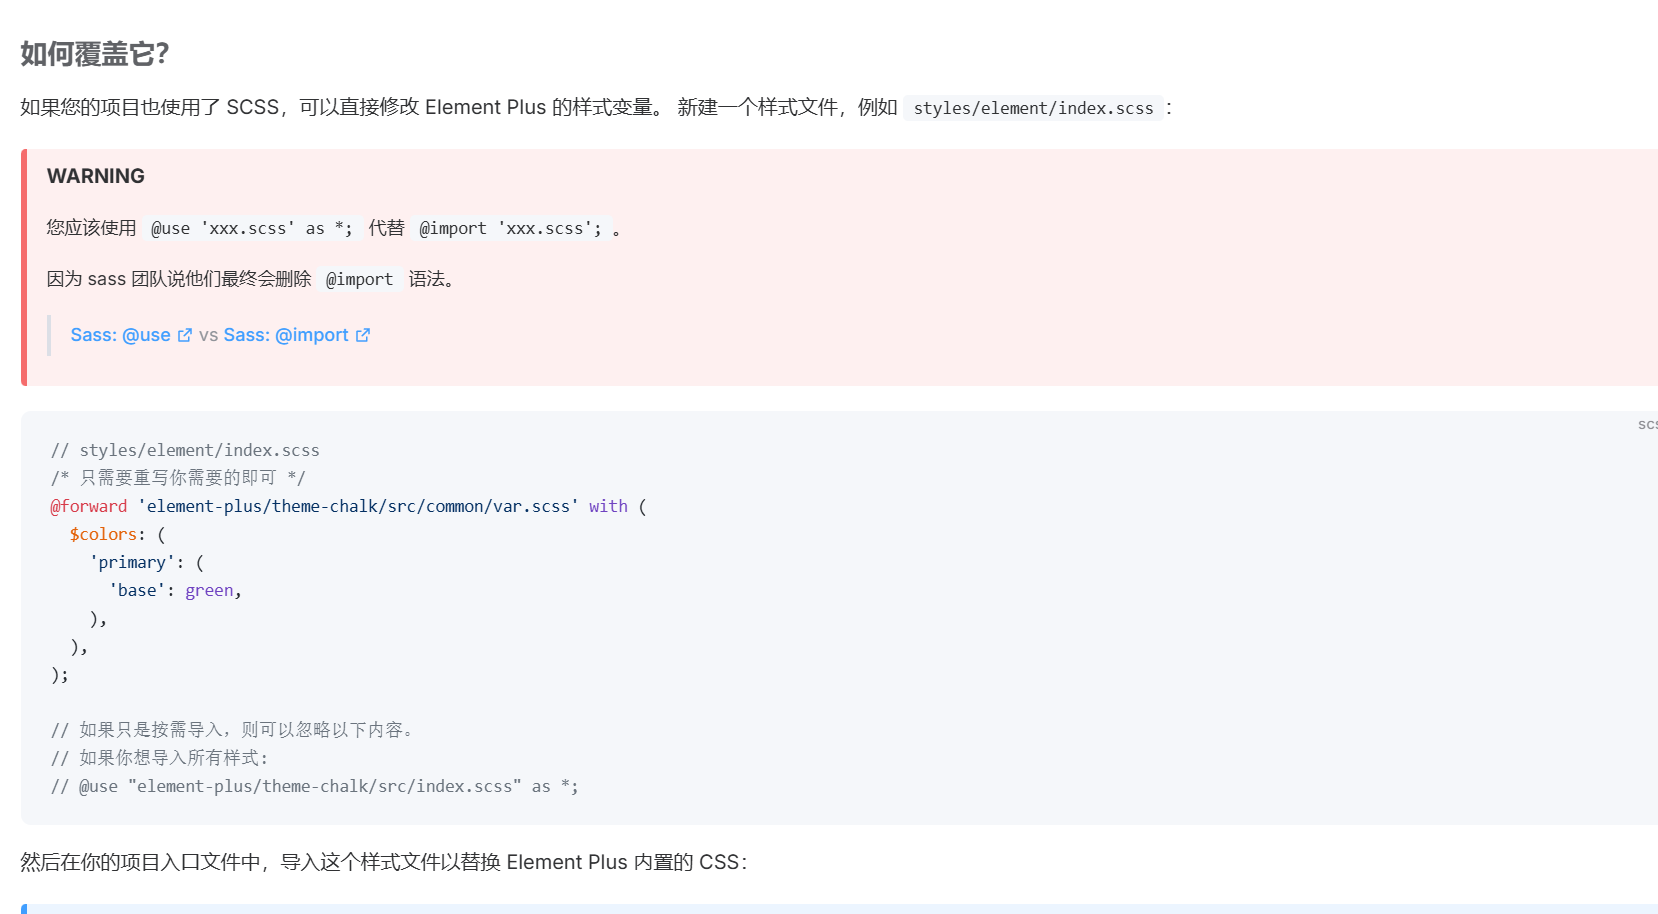 如何覆盖它？
如果您的项目也使用了 SCSS，可以直接修改 Element Plus 的样式变量。 新建一个样式文件，例如 styles/element/index.scss：
WARNING
您应该使用 @use 'xxx.scss' as *; 代替 @import 'xxx.scss'; 。
因为 sass 团队说他们最终会删除 @import 语法。
Sass: @use vs Sass: @import
scs
// styles/element/index.scss
/* 只需要重写你需要的即可 */
@forward 'element-plus/theme-chalk/src/common/var.scss' with (
  $colors: (
    'primary': (
      'base': green,
    ),
  ),
);
// 如果只是按需导入，则可以忽略以下内容。
// 如果你想导入所有样式:
// @use "element-plus/theme-chalk/src/index.scss" as *;
然后在你的项目入口文件中，导入这个样式文件以替换 Element Plus 内置的 CSS：